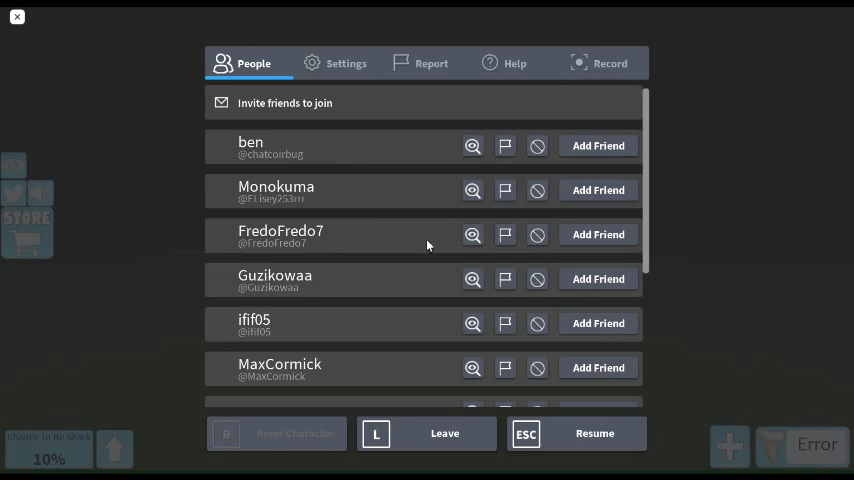 People Settings Report Help Record
Invite friends to join
ben
@chatcoirbug
Add Friend
Monokuma
@FLisey253rrr
Add Friend
FredoFredo7
@FredoFredo7
Add Friend
Guzikowaa
@Guzikowaa
Add Friend
ifif05
@ifif05
Add Friend
MaxCormick
@MaxCormick
Add Friend
STORE
R Reset Character
L Leave
ESC Resume
Chance To Be Shark
10%
Error